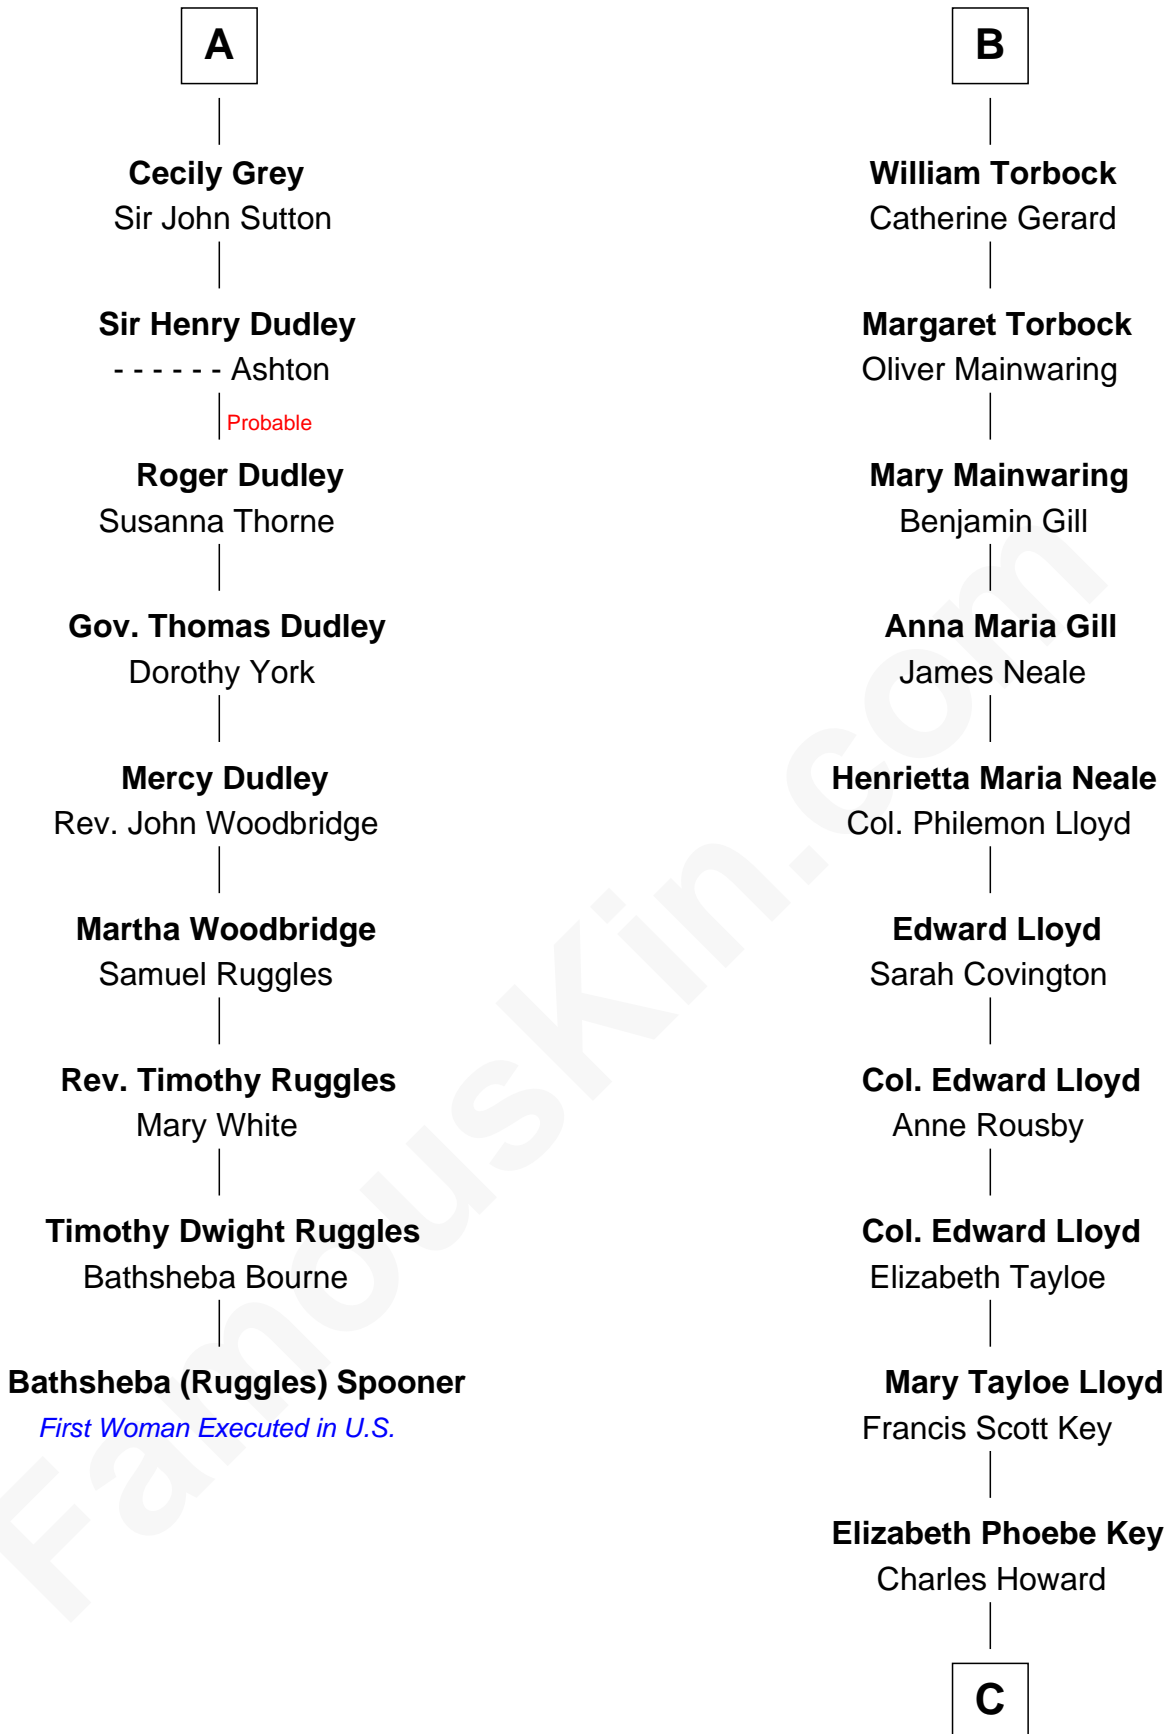 A
Cecily Grey
Sir John Sutton
Sir Henry Dudley
- - - - - - Ashton
Probable
Roger Dudley
Susanna Thorne
Gov. Thomas Dudley
Dorothy York
Mercy Dudley
Rev. John Woodbridge
Martha Woodbridge
Samuel Ruggles
Rev. Timothy Ruggles
Mary White
Timothy Dwight Ruggles
Bathsheba Bourne
Bathsheba (Ruggles) Spooner
First Woman Executed in U.S.
B
William Torbock
Catherine Gerard
Margaret Torbock
Oliver Mainwaring
Mary Mainwaring
Benjamin Gill
Anna Maria Gill
James Neale
Henrietta Maria Neale
Col. Philemon Lloyd
Edward Lloyd
Sarah Covington
Col. Edward Lloyd
Anne Rousby
Col. Edward Lloyd
Elizabeth Tayloe
Mary Tayloe Lloyd
Francis Scott Key
Elizabeth Phoebe Key
Charles Howard
C
FamousKin.com